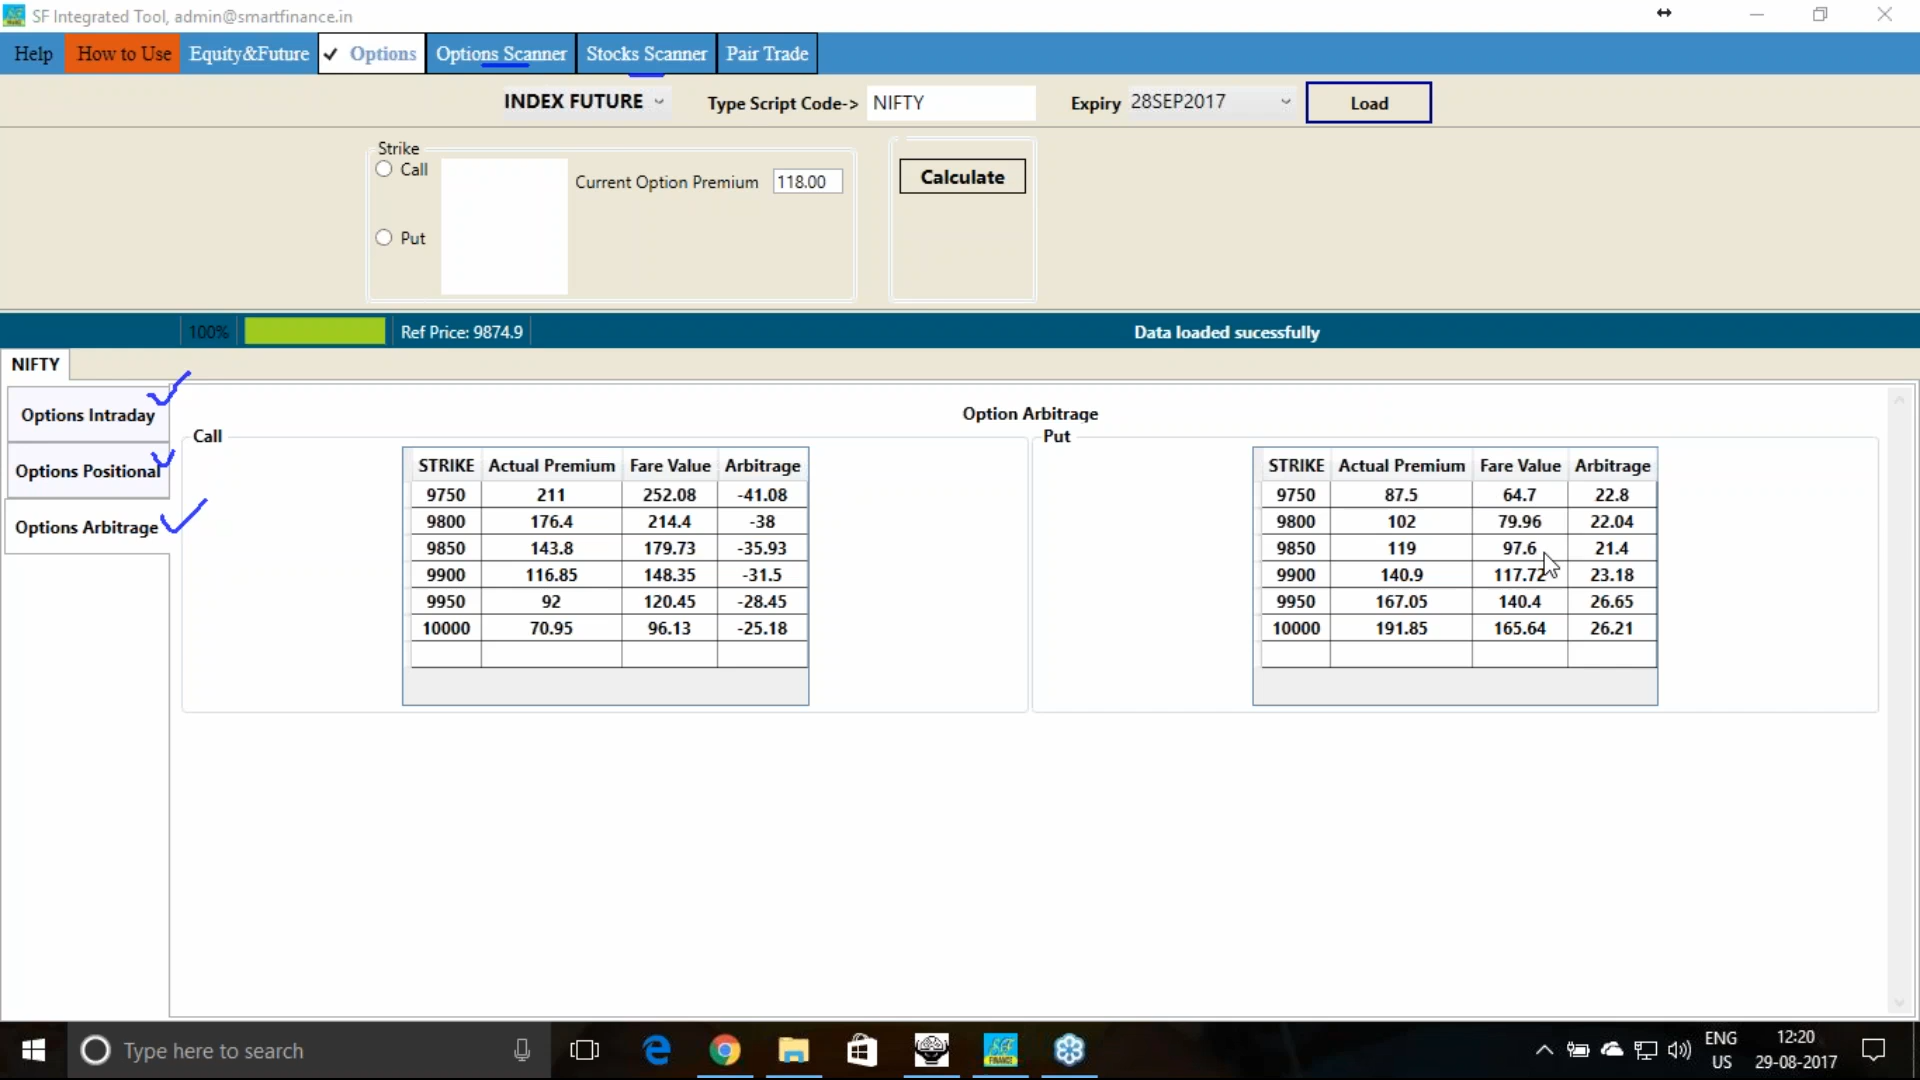 SF Integrated Tool, admin@smartfinance.in
Help How to Use Equity&Future Options Options Scanner Stocks Scanner Pair Trade
INDEX FUTURE Type Script Code-> NIFTY Expiry 28SEP2017 Load
Strike
Call
Current Option Premium 118.00
Calculate
Put
100% Ref Price: 9874.9 Data loaded sucessfully
NIFTY
Options Intraday
Options Positional
Options Arbitrage
Option Arbitrage
Call
STRIKE Actual Premium Fare Value Arbitrage
9750 211 252.08 -41.08
9800 176.4 214.4 -38
9850 143.8 179.73 -35.93
9900 116.85 148.35 -31.5
9950 92 120.45 -28.45
10000 70.95 96.13 -25.18
Put
STRIKE Actual Premium Fare Value Arbitrage
9750 87.5 64.7 22.8
9800 102 79.96 22.04
9850 119 97.6 21.4
9900 140.9 117.72 23.18
9950 167.05 140.4 26.65
10000 191.85 165.64 26.21
Type here to search
FINANCE
ENG
US
12:20
29-08-2017